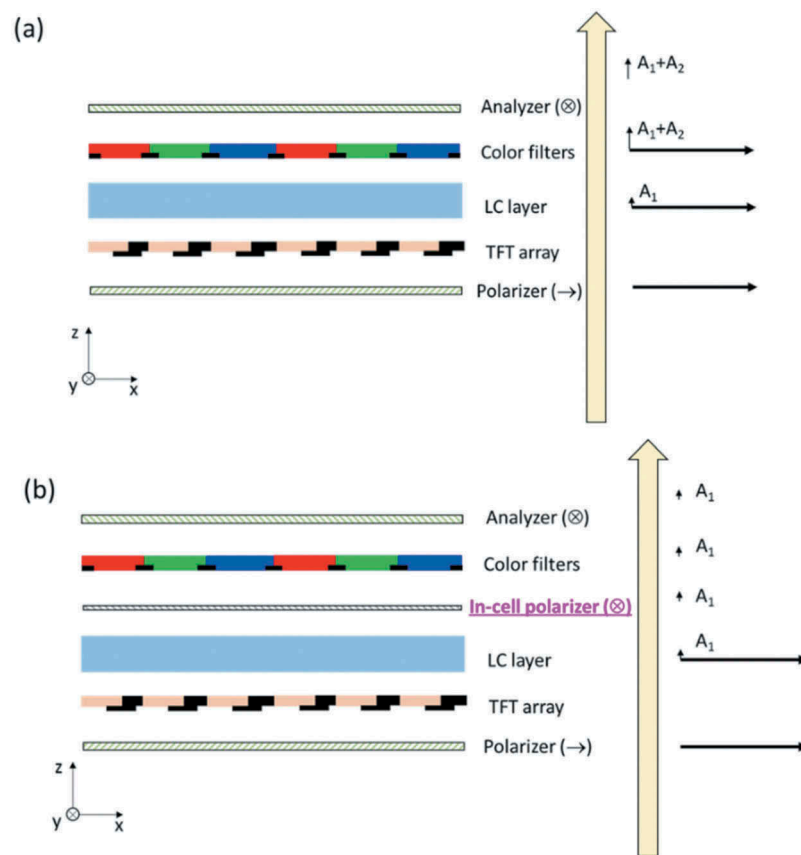 (a)
A₁+A₂
Analyzer (⊗)
A₁+A₂
Color filters
A₁
LC layer
TFT array
Polarizer (→)
z
y
x
(b)
A₁
Analyzer (⊗)
A₁
Color filters
A₁
In-cell polarizer (⊗)
A₁
LC layer
TFT array
Polarizer (→)
z
y
x